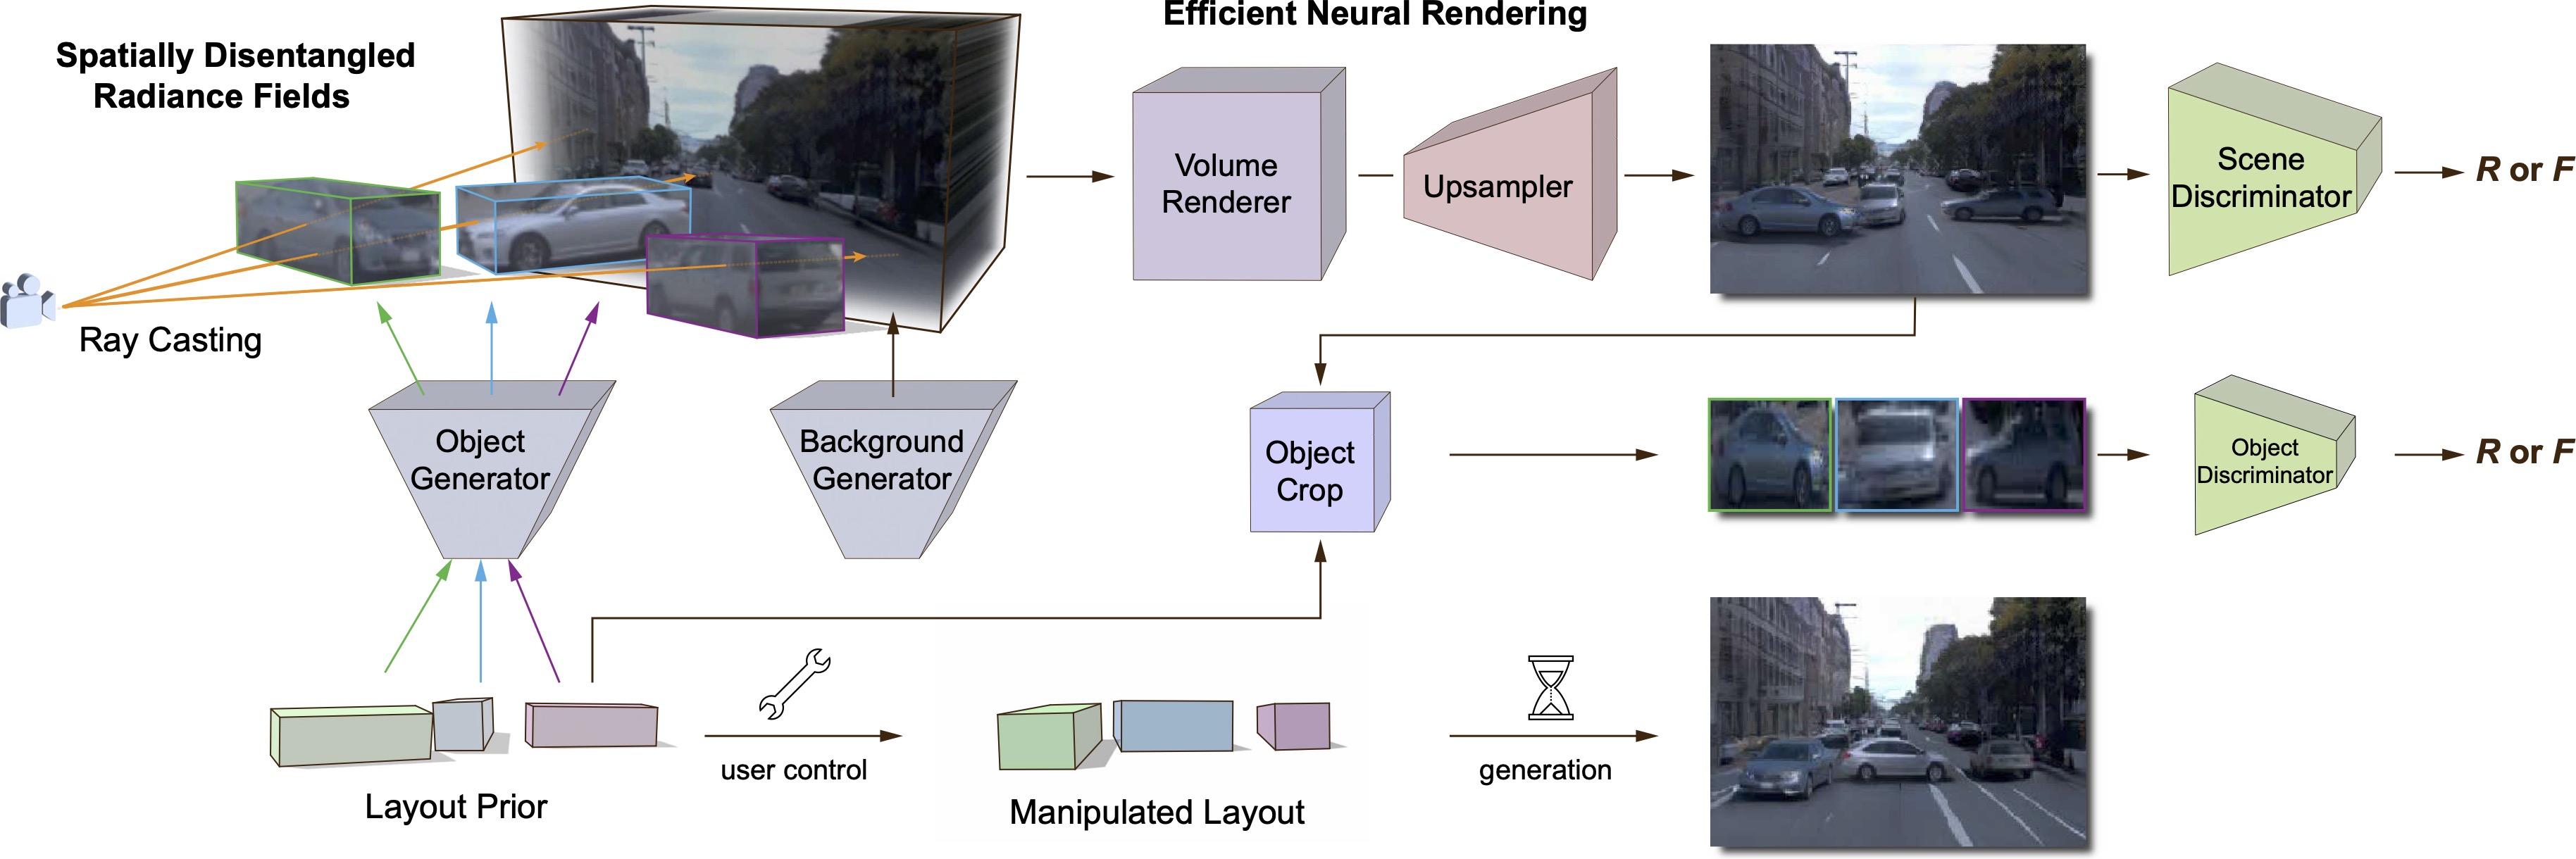 Efficient Neural Rendering
Spatially Disentangled
Radiance Fields
Volume
Renderer
Upsampler
Scene
Discriminator
R or F
Ray Casting
Object
Generator
Background
Generator
Object
Crop
Object
Discriminator
R or F
user control
generation
Layout Prior
Manipulated Layout